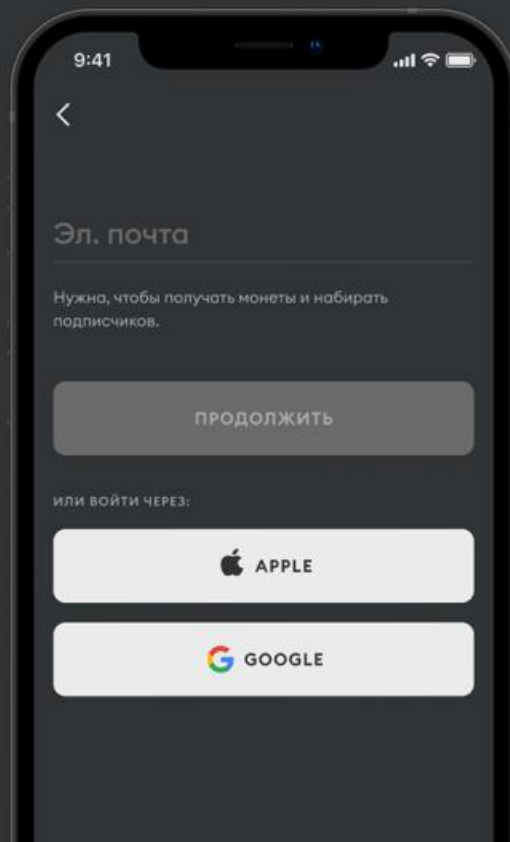 9:41
Эл. почта
Нужна, чтобы получать монеты и набирать
подписчиков.
ПРОДОЛЖИТЬ
ИЛИ ВОЙТИ ЧЕРЕЗ:
APPLE
GOOGLE